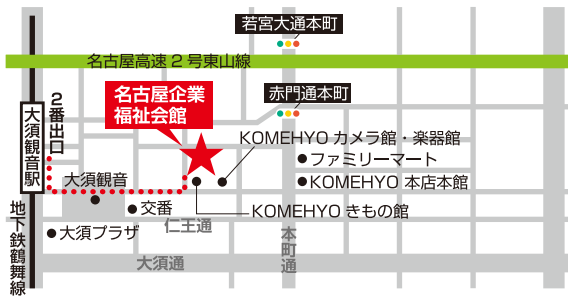 若宮大通本町
名古屋高速2号東山線
名古屋企業
福祉会館
赤門通本町
2番出口
大須観音駅
KOMEHYO カメラ館・楽器館
ファミリーマート
大須観音
KOMEHYO 本店本館
交番
KOMEHYO きもの館
仁王通
大須プラザ
本町通
大須通
地下鉄鶴舞線